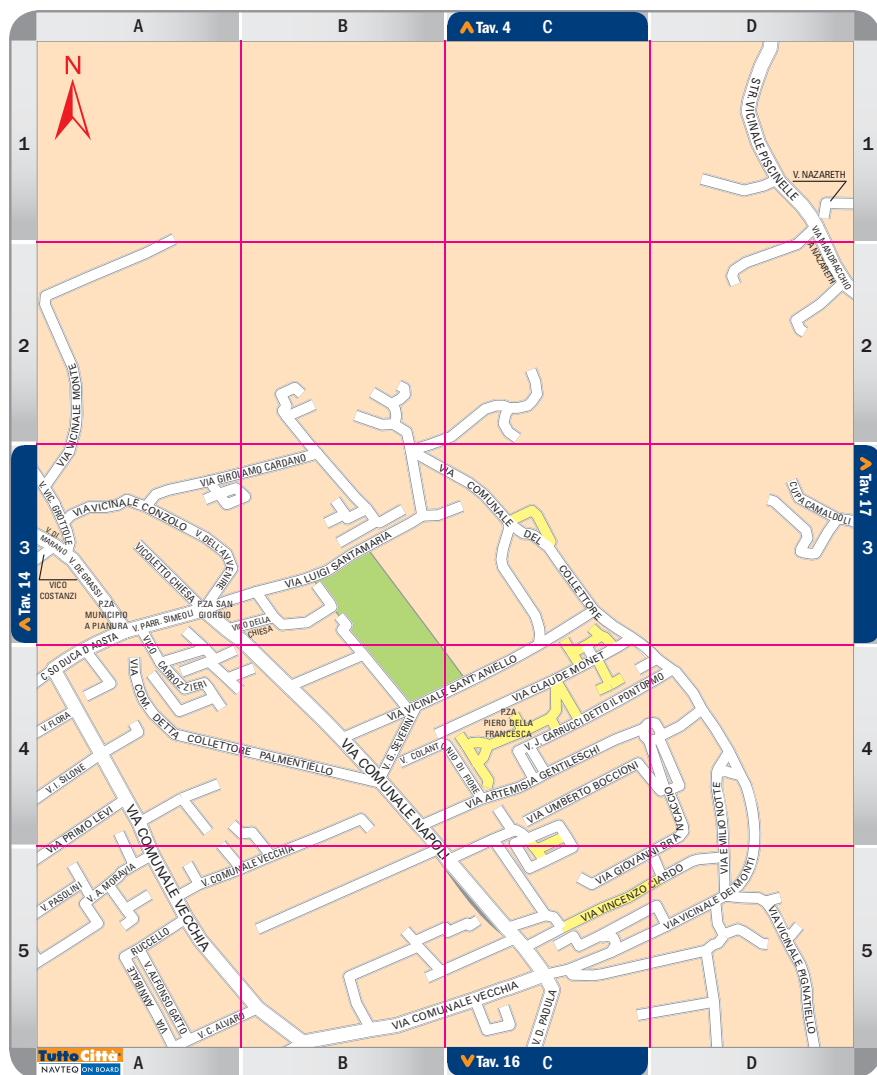 A
B
Tav. 4 C
D
N
1
1
STR. VICINALE PISCINELLE
V. NAZARETH
VIA MANDRACCHIO
A NAZARETH
2
2
VIA VICINALE MONTE
VIA GIROLAMO CARDANO
VIA COMUNALE DEL COLLETTORE
Tav. 17
CUPA CAMALDOLI
V. VIC. GROTTOLE
VIA VICINALE CONZOLO
V. DELL'AVVENIRE
V. DI
MARANO
3
3
Tav. 14
VICOLETTO CHIESA
VIA LUIGI SANTAMARIA
V. DE GRASSI
VICO
COSTANZI
P.ZA
MUNICIPIO
A PIANURA
P.ZA SAN
GIORGIO
V. PARR. SIMEOLI
VICO DELLA
CHIESA
C.SO DUCA D'AOSTA
VICO CARROZZIERI
VIA VICINALE SANT'ANIELLO
VIA CLAUDE MONET
VIA COM. DETTA COLLETTORE PALMENTIELLO
P.ZA
PIERO DELLA
FRANCESCA
V. J. CARRUCCI DETTO IL PONTORMO
V. FLORA
V. G. SEVERINI
V. COLANTONIO DI FIORE
4
4
VIA COMUNALE NAPOLI
VIA ARTEMISIA GENTILESCHI
V. I. SILONE
VIA UMBERTO BOCCIONI
VIA EMILIO NOTTE
VIA PRIMO LEVI
VIA COMUNALE VECCHIA
V. COMUNALE VECCHIA
VIA GIOVANNI BRANCACCIO
V. A. MORAVIA
V. PASOLINI
VIA VINCENZO CIARDO
VIA VICINALE DEI MONTI
VIA VICINALE PIGNATIELLO
5
5
VIA ANNIBALE RUCCELLO
V. ALFONSO GATTO
V. C. ALVARO
VIA COMUNALE VECCHIA
V. D. PADULA
TuttoCittà
NAVTEQ ON BOARD
A
B
Tav. 16 C
D